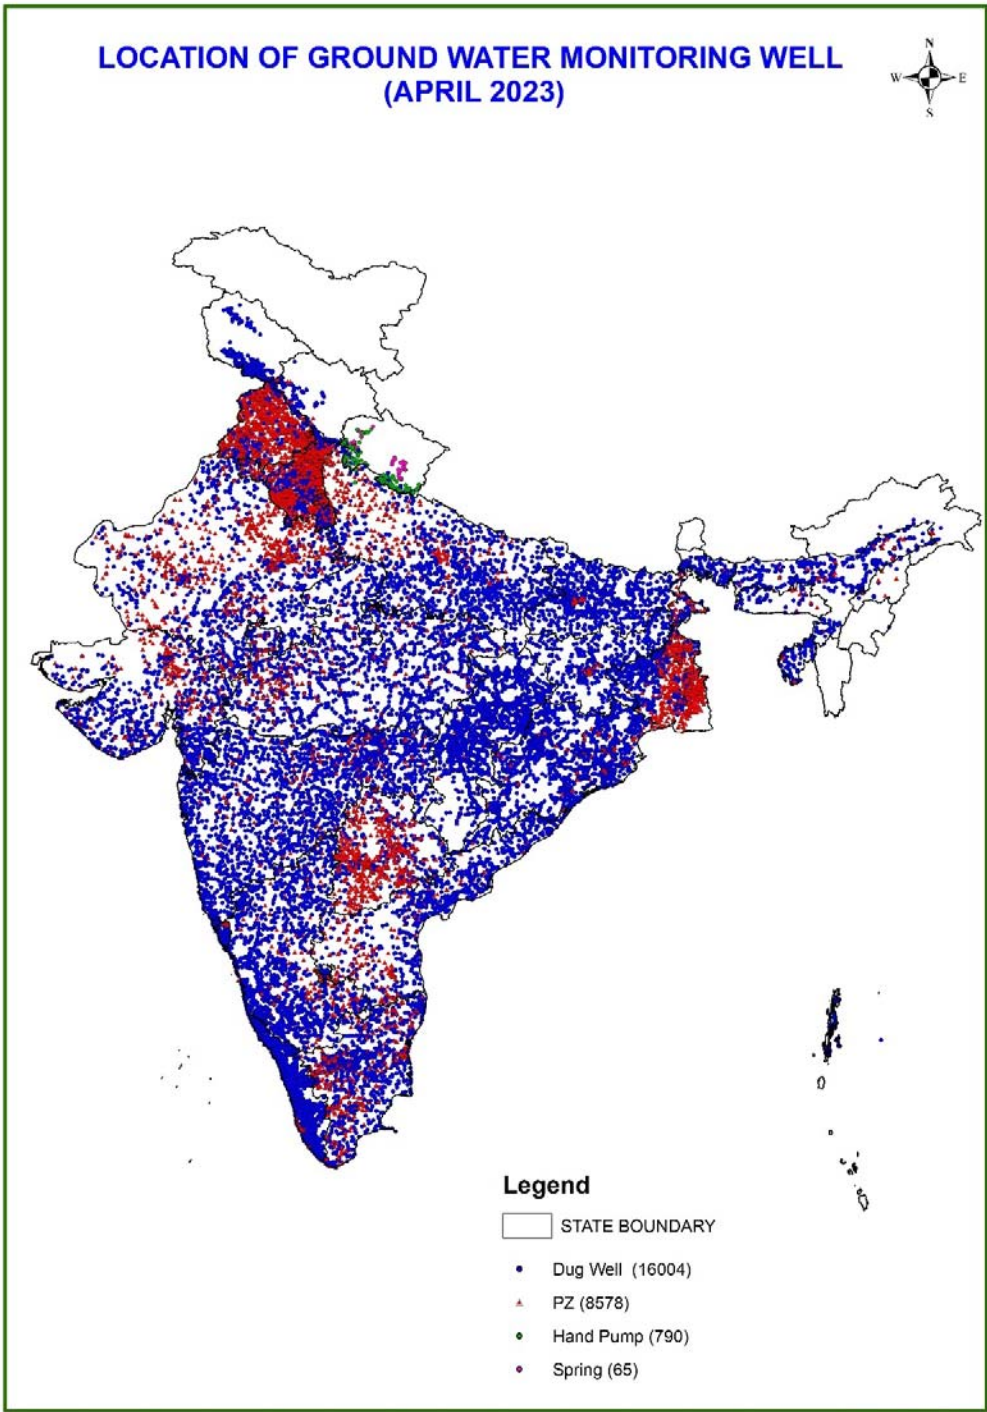 LOCATION OF GROUND WATER MONITORING WELL
(APRIL 2023)
N
W E
S
Legend
STATE BOUNDARY
Dug Well (16004)
PZ (8578)
Hand Pump (790)
Spring (65)